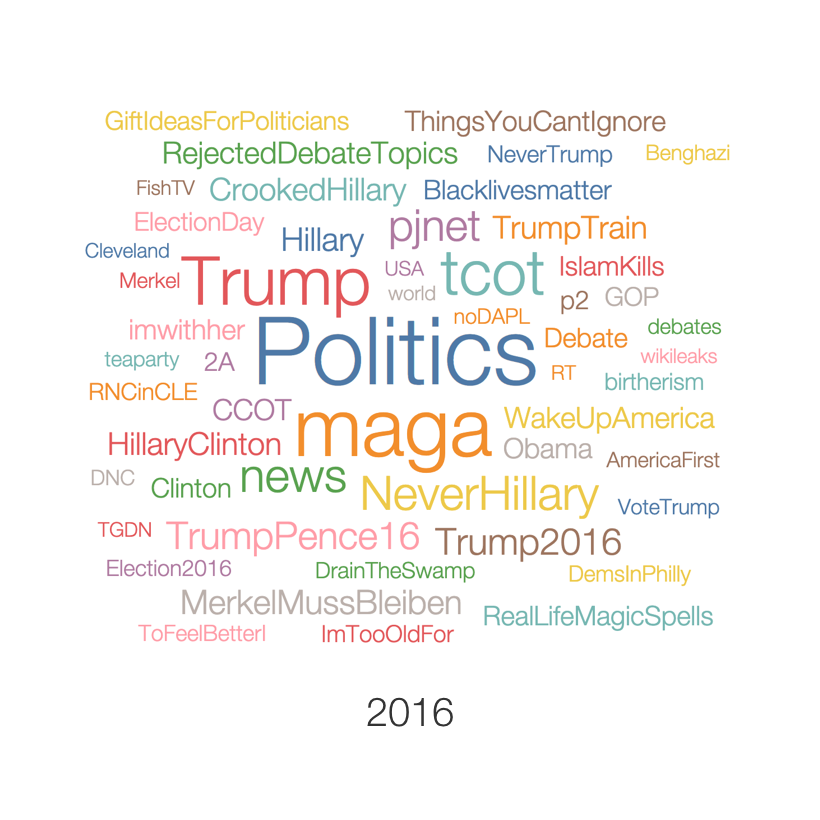 GiftIdeasForPoliticians ThingsYouCantIgnore
RejectedDebateTopics NeverTrump Benghazi
FishTV CrookedHillary Blacklivesmatter
ElectionDay Hillary pjnet TrumpTrain
Cleveland Merkel Trump USA tcot IslamKills
world p2 GOP
imwithher noDAPL Debate debates
teaparty 2A Politics RT wikileaks
RNCinCLE birtherism
CCOT maga WakeUpAmerica
HillaryClinton Obama AmericaFirst
DNC Clinton news NeverHillary VoteTrump
TGDN TrumpPence16 Trump2016
Election2016 DrainTheSwamp DemsInPhilly
MerkelMussBleiben RealLifeMagicSpells
ToFeelBetterI ImTooOldFor
2016